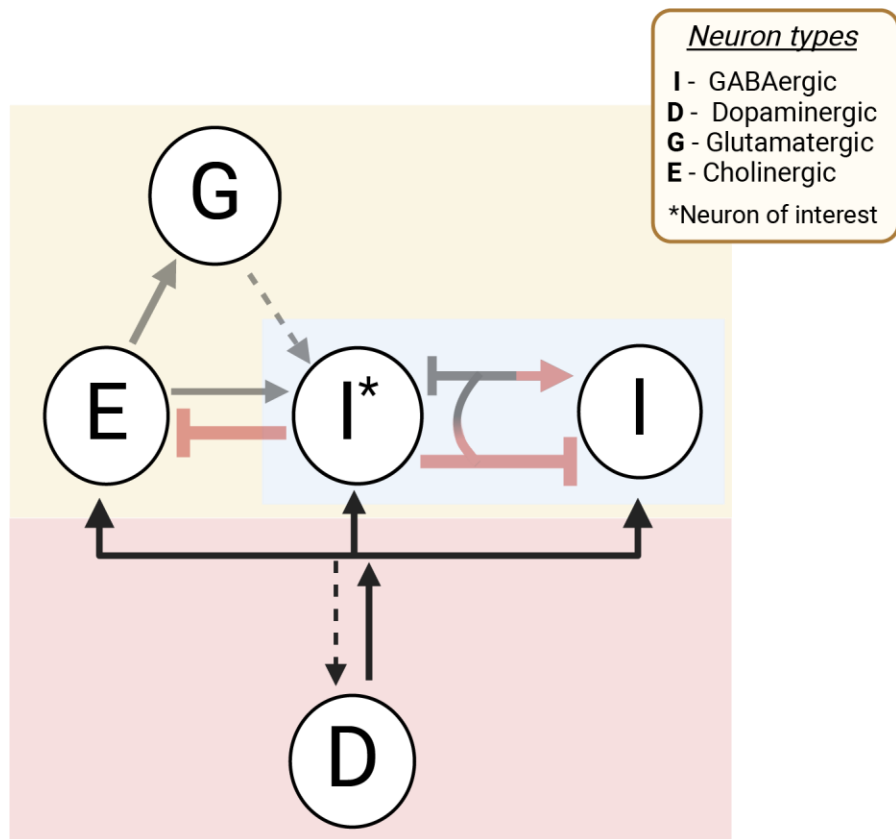 Neuron types
I - GABAergic
D - Dopaminergic
G - Glutamatergic
E - Cholinergic
*Neuron of interest
G
E
I*
I
D